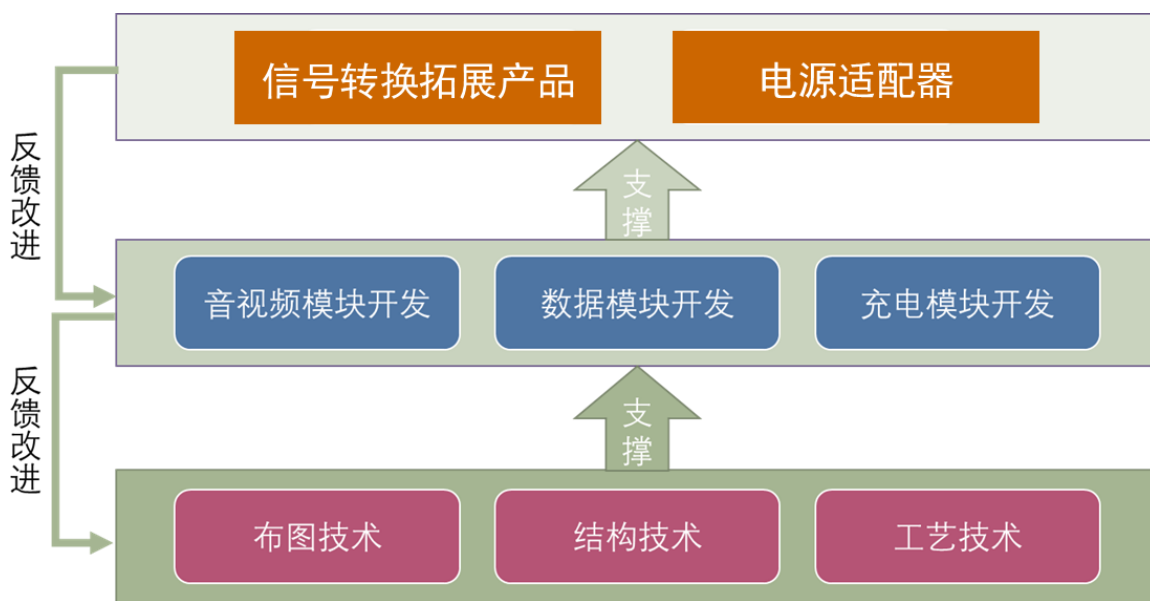 信号转换拓展产品
电源适配器
反馈改进
支撑
音视频模块开发
数据模块开发
充电模块开发
反馈改进
支撑
布图技术
结构技术
工艺技术